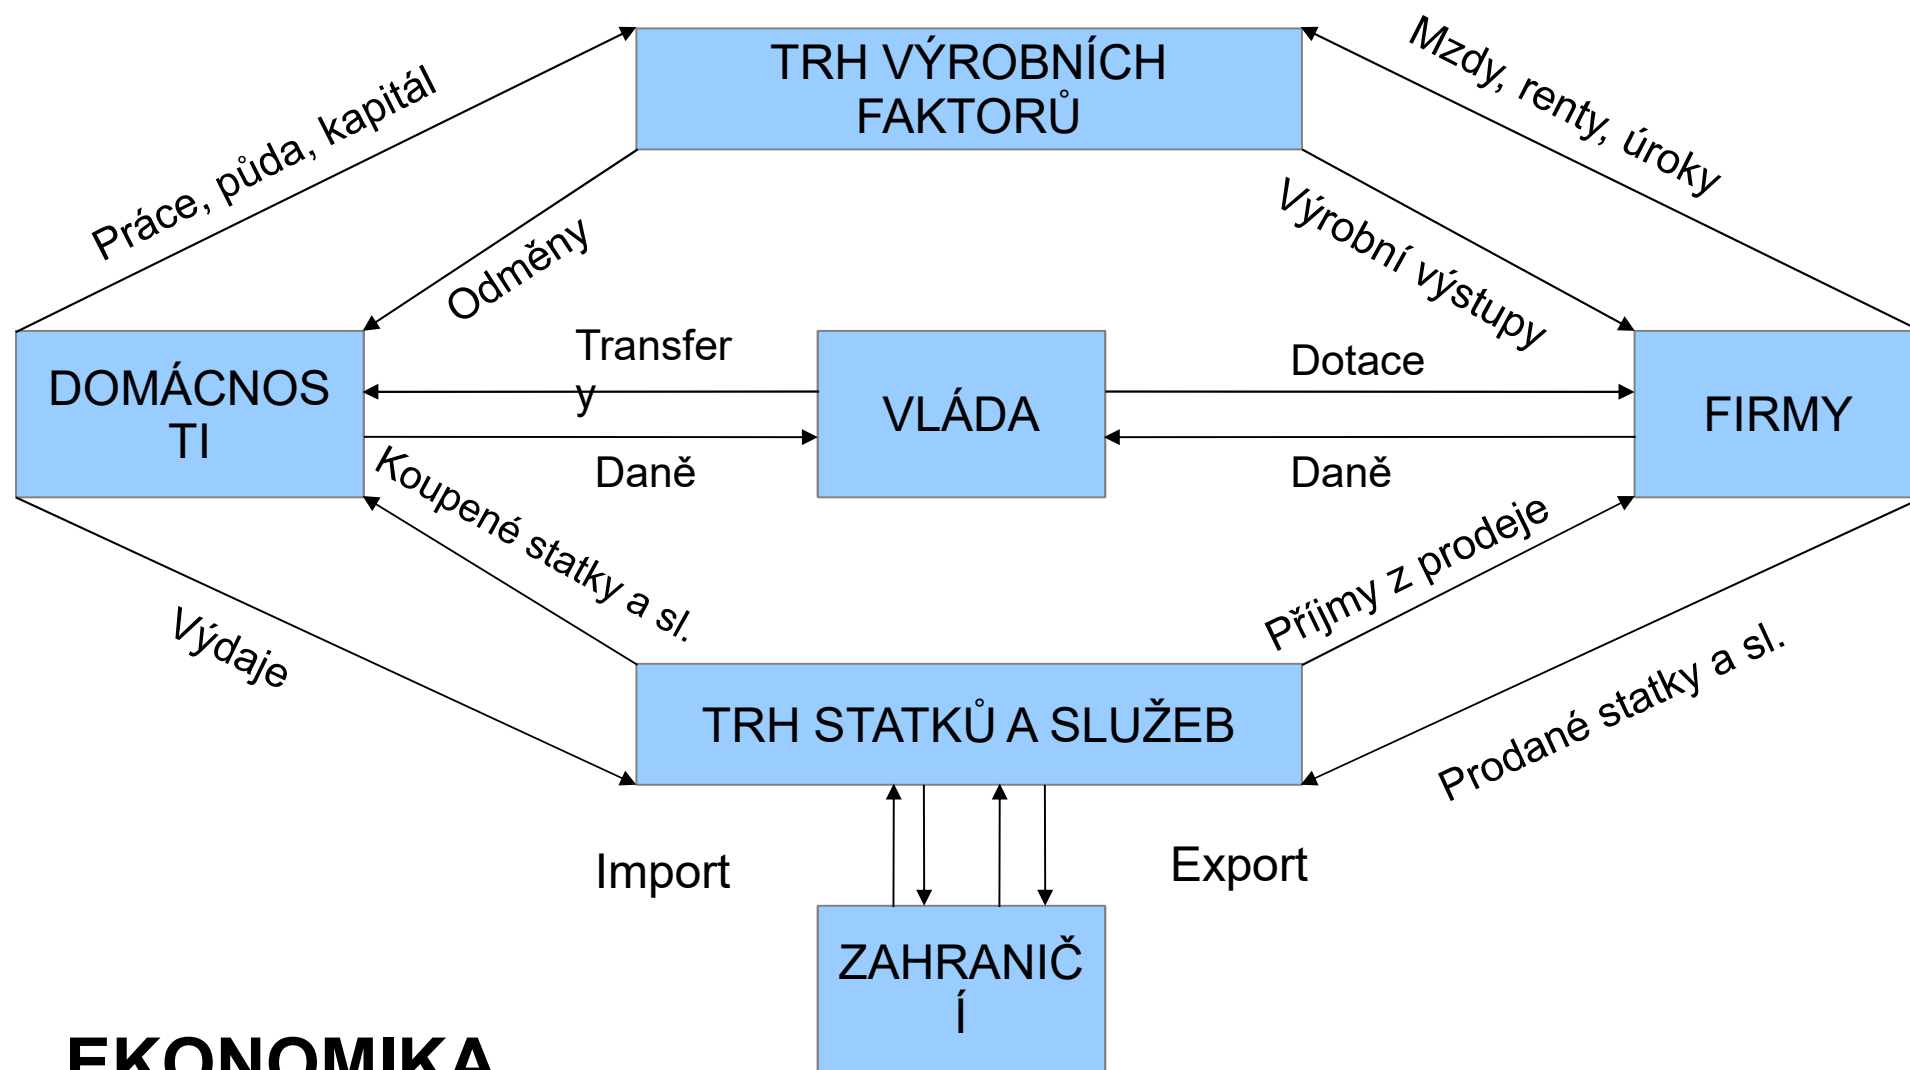 TRH VÝROBNÍCH
FAKTORŮ
Mzdy, renty, úroky
Práce, půda, kapitál
Odměny
Výrobní výstupy
Transfer
y
Dotace
DOMÁCNOS
TI
VLÁDA
FIRMY
Daně
Daně
Koupené statky a sl.
Příjmy z prodeje
Výdaje
Prodané statky a sl.
TRH STATKŮ A SLUŽEB
Import
Export
ZAHRANIČ
Í
EKONOMIKA